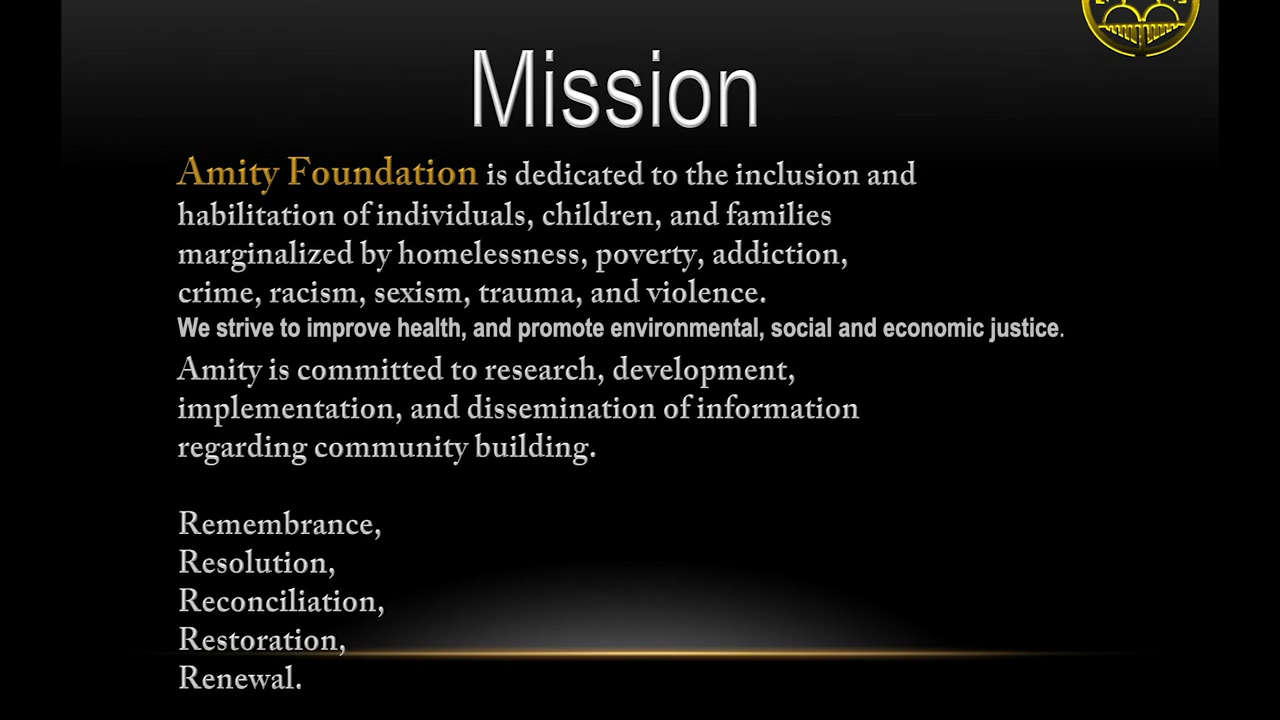 Mission
Amity Foundation is dedicated to the inclusion and
habilitation of individuals, children, and families
marginalized by homelessness, poverty, addiction,
crime, racism, sexism, trauma, and violence.
We strive to improve health, and promote environmental, social and economic justice.
Amity is committed to research, development,
implementation, and dissemination of information
regarding community building.
Remembrance,
Resolution,
Reconciliation,
Restoration,
Renewal.